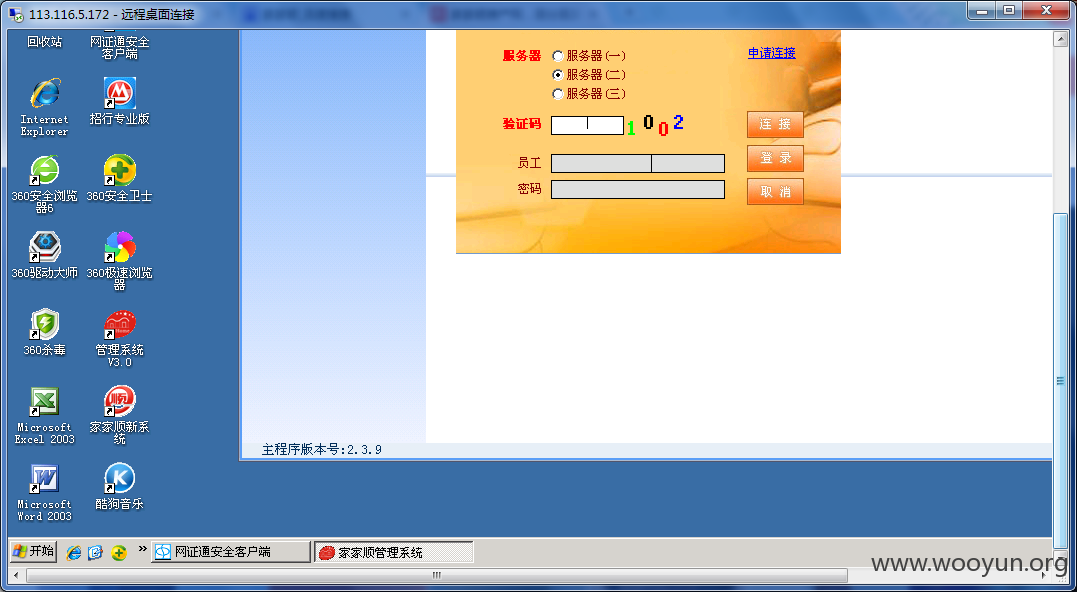 113.116.5.172 - 远程桌面连接
回收站
网证通安全
客户端
Internet
Explorer
招行专业版
360安全浏览
器6
360安全卫士
360驱动大师
360极速浏览
器
360杀毒
管理系统
V3.0
Microsoft
Excel 2003
家家顺新系
统
Microsoft
Word 2003
酷狗音乐
服务器
服务器(一)
服务器(二)
服务器(三)
申请连接
验证码
1002
连 接
员工
登 录
密码
取 消
主程序版本号:2.3.9
开始
网证通安全客户端
家家顺管理系统
www.wooyun.org